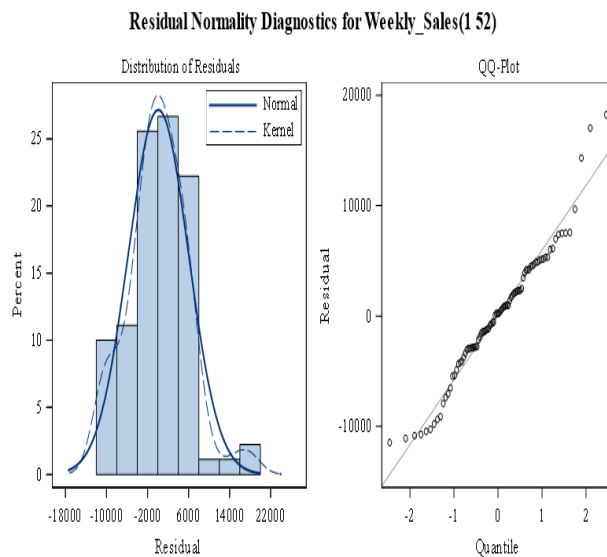 Residual Normality Diagnostics for Weekly_Sales(1 52)
Distribution of Residuals
Normal
Kernel
25
20
15
10
5
0
Percent
-18000 -10000 -2000 6000 14000 22000
Residual
QQ-Plot
20000
10000
0
-10000
Residual
-2 -1 0 1 2
Quantile